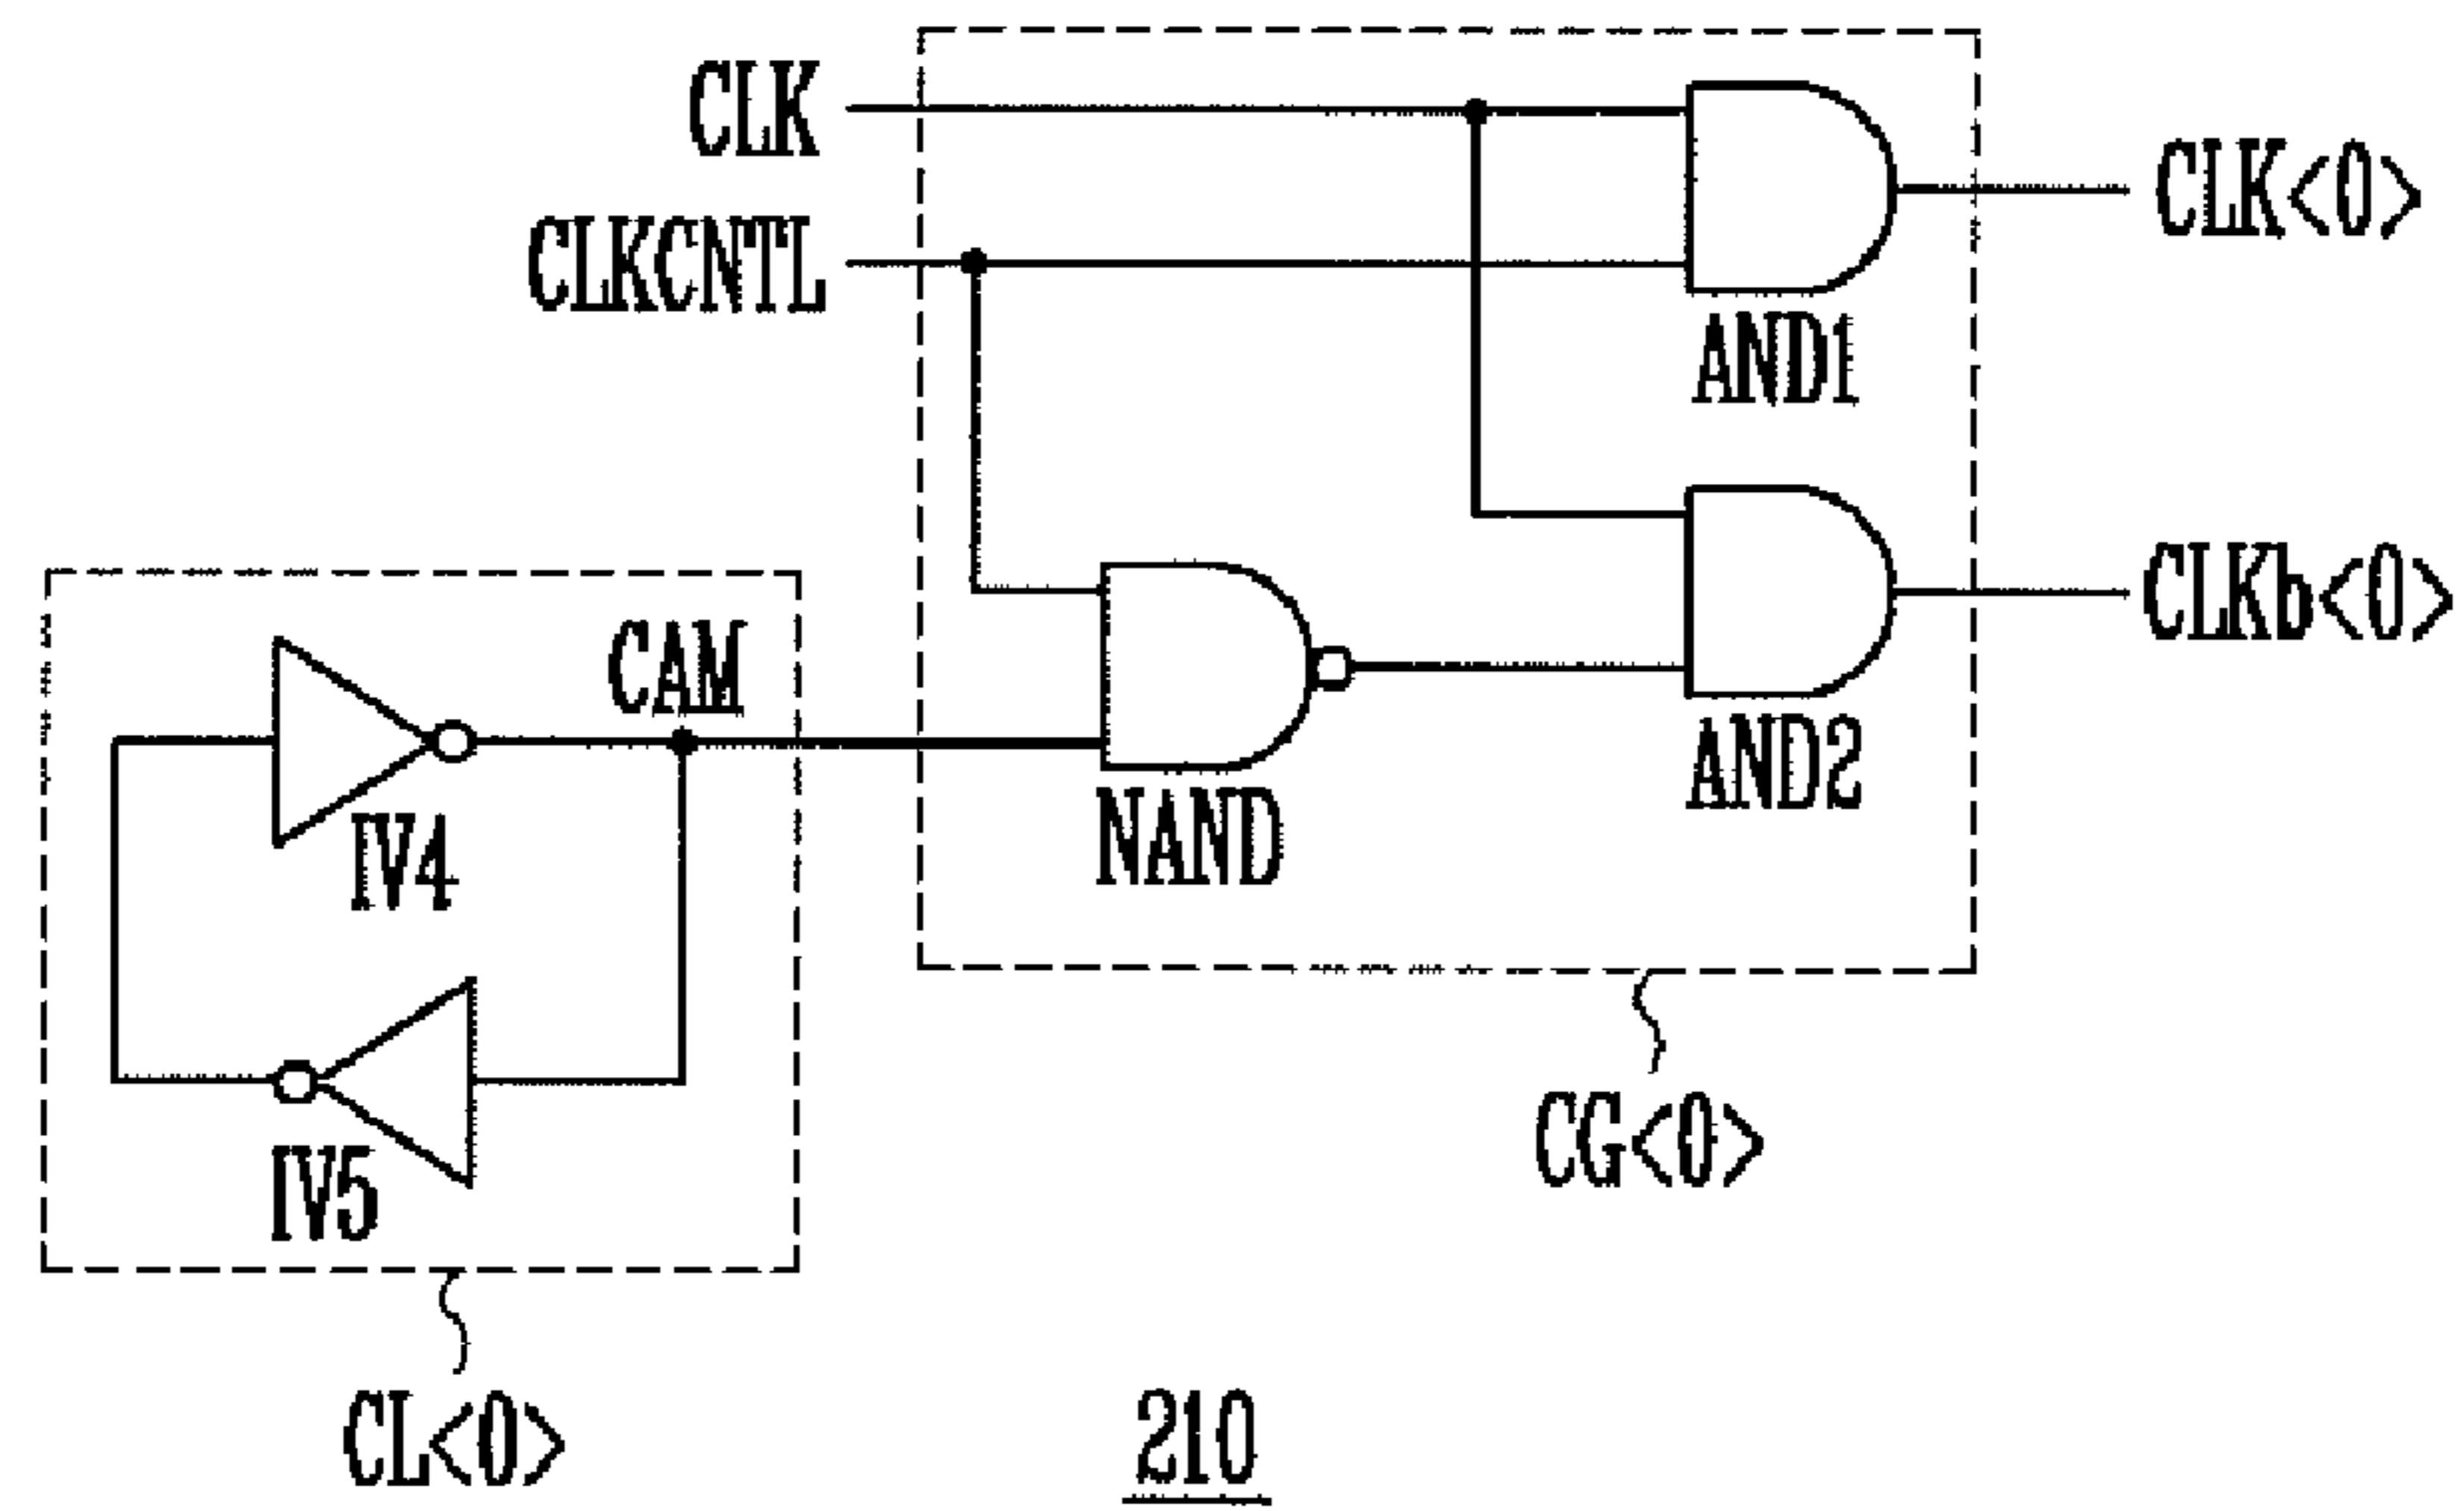 CLK
CLK<0>
CLKCNTL
AND1
CLKb<0>
CAM
AND2
NAND
IV4
CG<0>
IV5
CL<0>
210